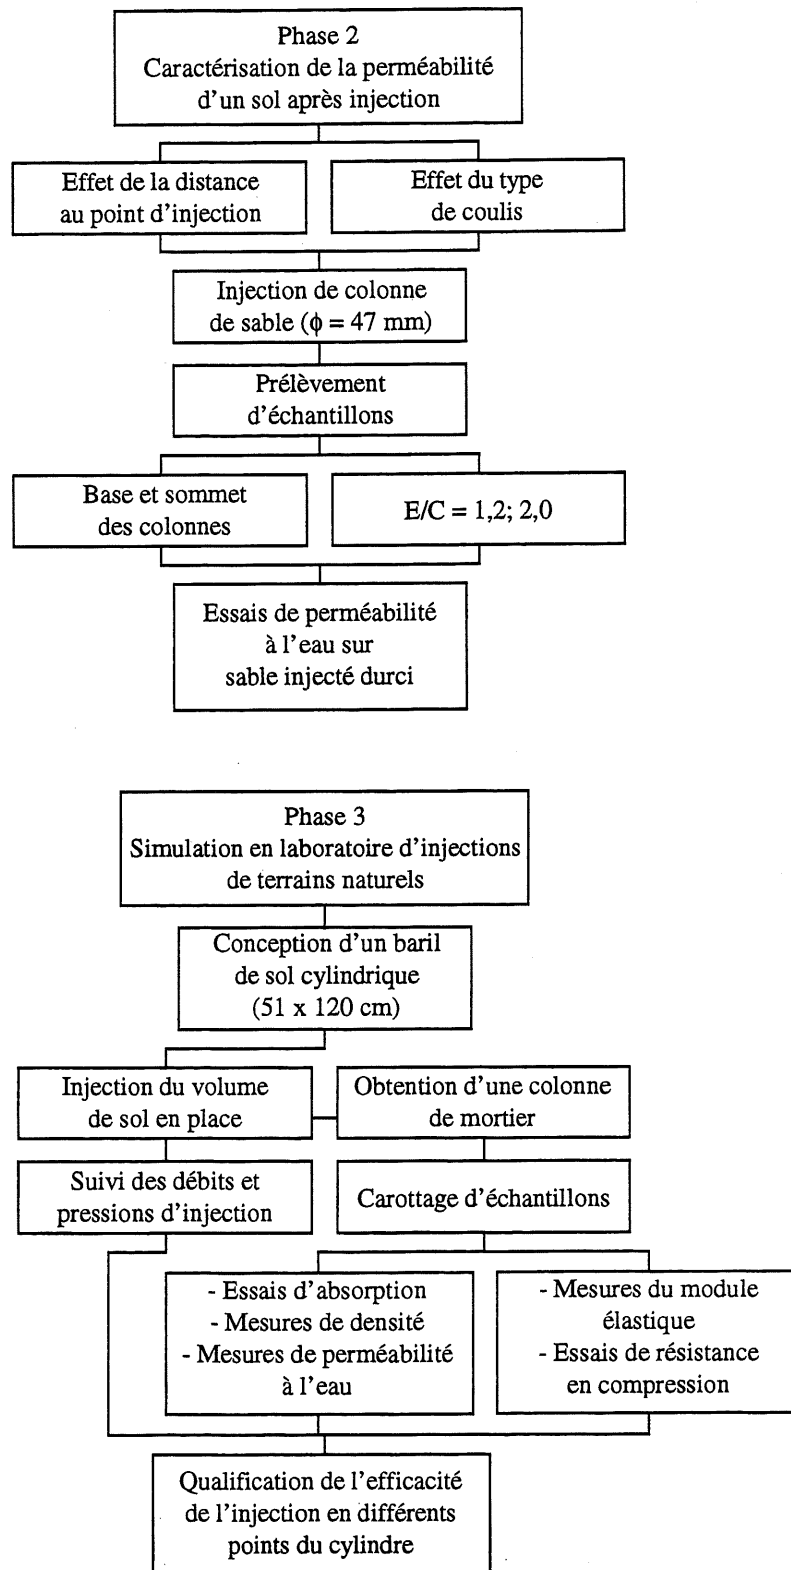 Phase 2
Caractérisation de la perméabilité
d'un sol après injection
Effet de la distance
au point d'injection
Effet du type
de coulis
Injection de colonne
de sable (ϕ = 47 mm)
Prélèvement
d'échantillons
Base et sommet
des colonnes
E/C = 1,2; 2,0
Essais de perméabilité
à l'eau sur
sable injecté durci
Phase 3
Simulation en laboratoire d'injections
de terrains naturels
Conception d'un baril
de sol cylindrique
(51 x 120 cm)
Injection du volume
de sol en place
Obtention d'une colonne
de mortier
Suivi des débits et
pressions d'injection
Carottage d'échantillons
- Essais d'absorption
- Mesures de densité
- Mesures de perméabilité
à l'eau
- Mesures du module
élastique
- Essais de résistance
en compression
Qualification de l'efficacité
de l'injection en différents
points du cylindre